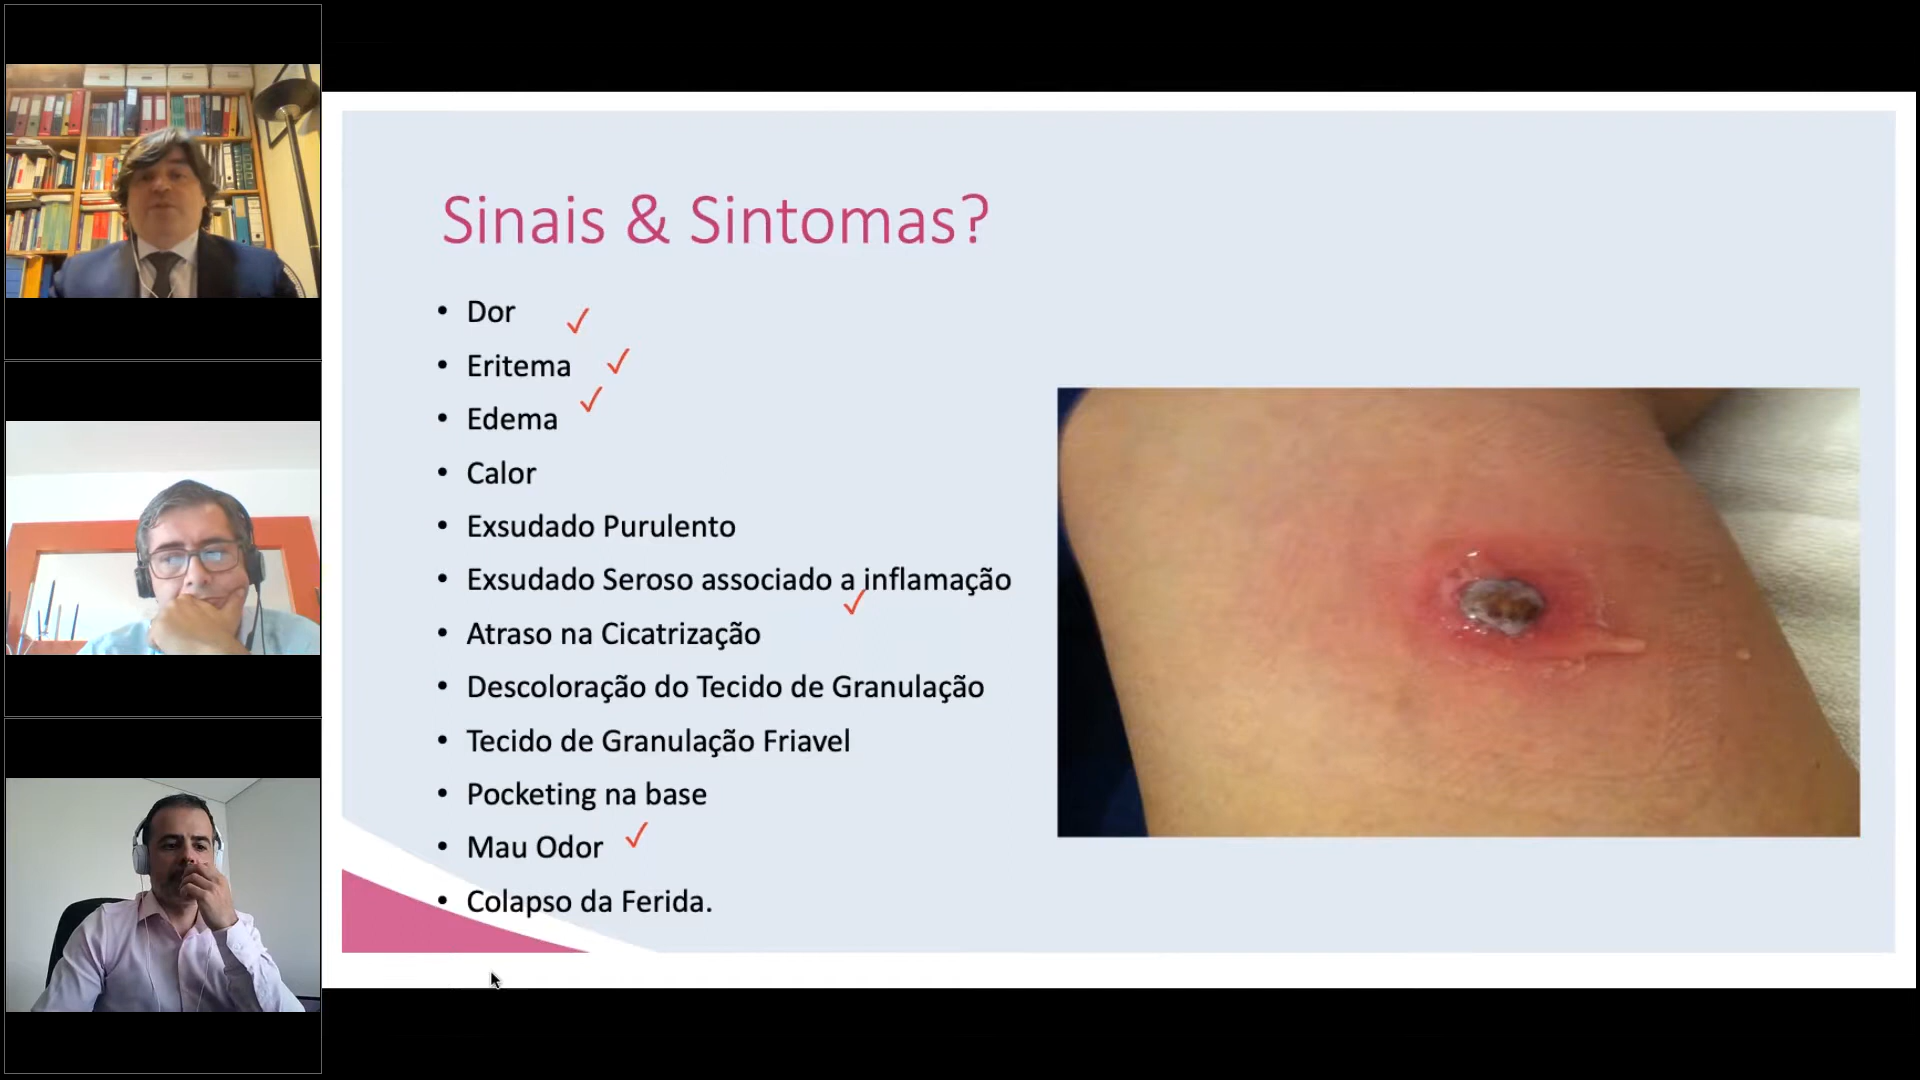 Sinais & Sintomas?
• Dor ✓
• Eritema ✓
• Edema ✓
• Calor
• Exsudado Purulento
• Exsudado Seroso associado a inflamação ✓
• Atraso na Cicatrização
• Descoloração do Tecido de Granulação
• Tecido de Granulação Friavel
• Pocketing na base
• Mau Odor ✓
• Colapso da Ferida.